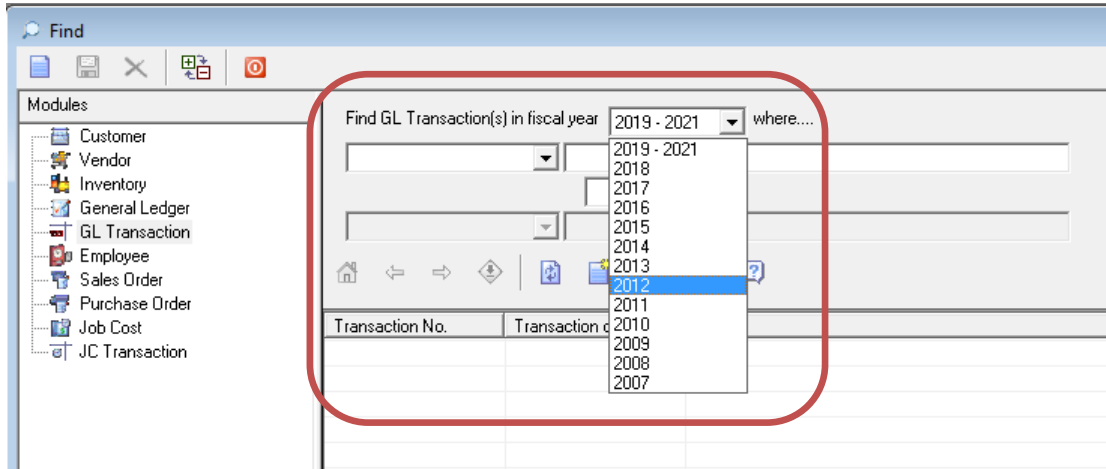 Find
Modules
Customer
Vendor
Inventory
General Ledger
GL Transaction
Employee
Sales Order
Purchase Order
Job Cost
JC Transaction
Find GL Transaction(s) in fiscal year 2019 - 2021 where....
2019 - 2021
2018
2017
2016
2015
2014
2013
2012
2011
2010
2009
2008
2007
Transaction No. Transaction